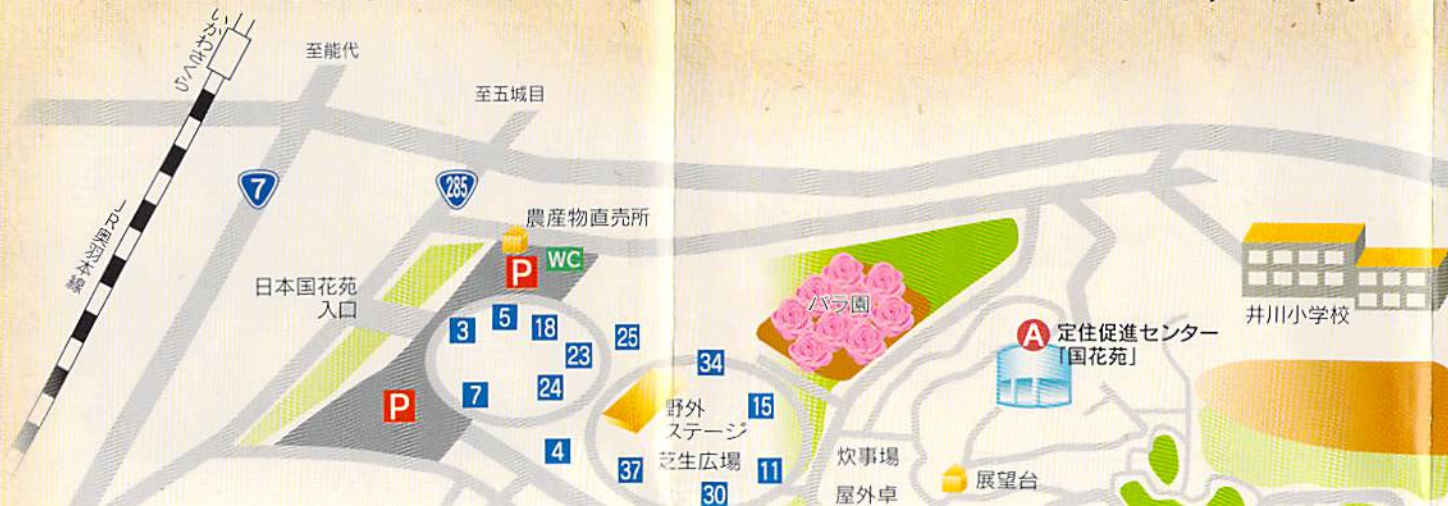 いかわさくら
至能代
至五城目
7
285
JR奥羽本線
農産物直売所
P
WC
日本国花苑
入口
3
5
18
23
25
7
24
P
4
34
野外
ステージ
15
芝生広場
37
11
30
バラ園
炊事場
屋外卓
展望台
A
定住促進センター
「国花苑」
井川小学校